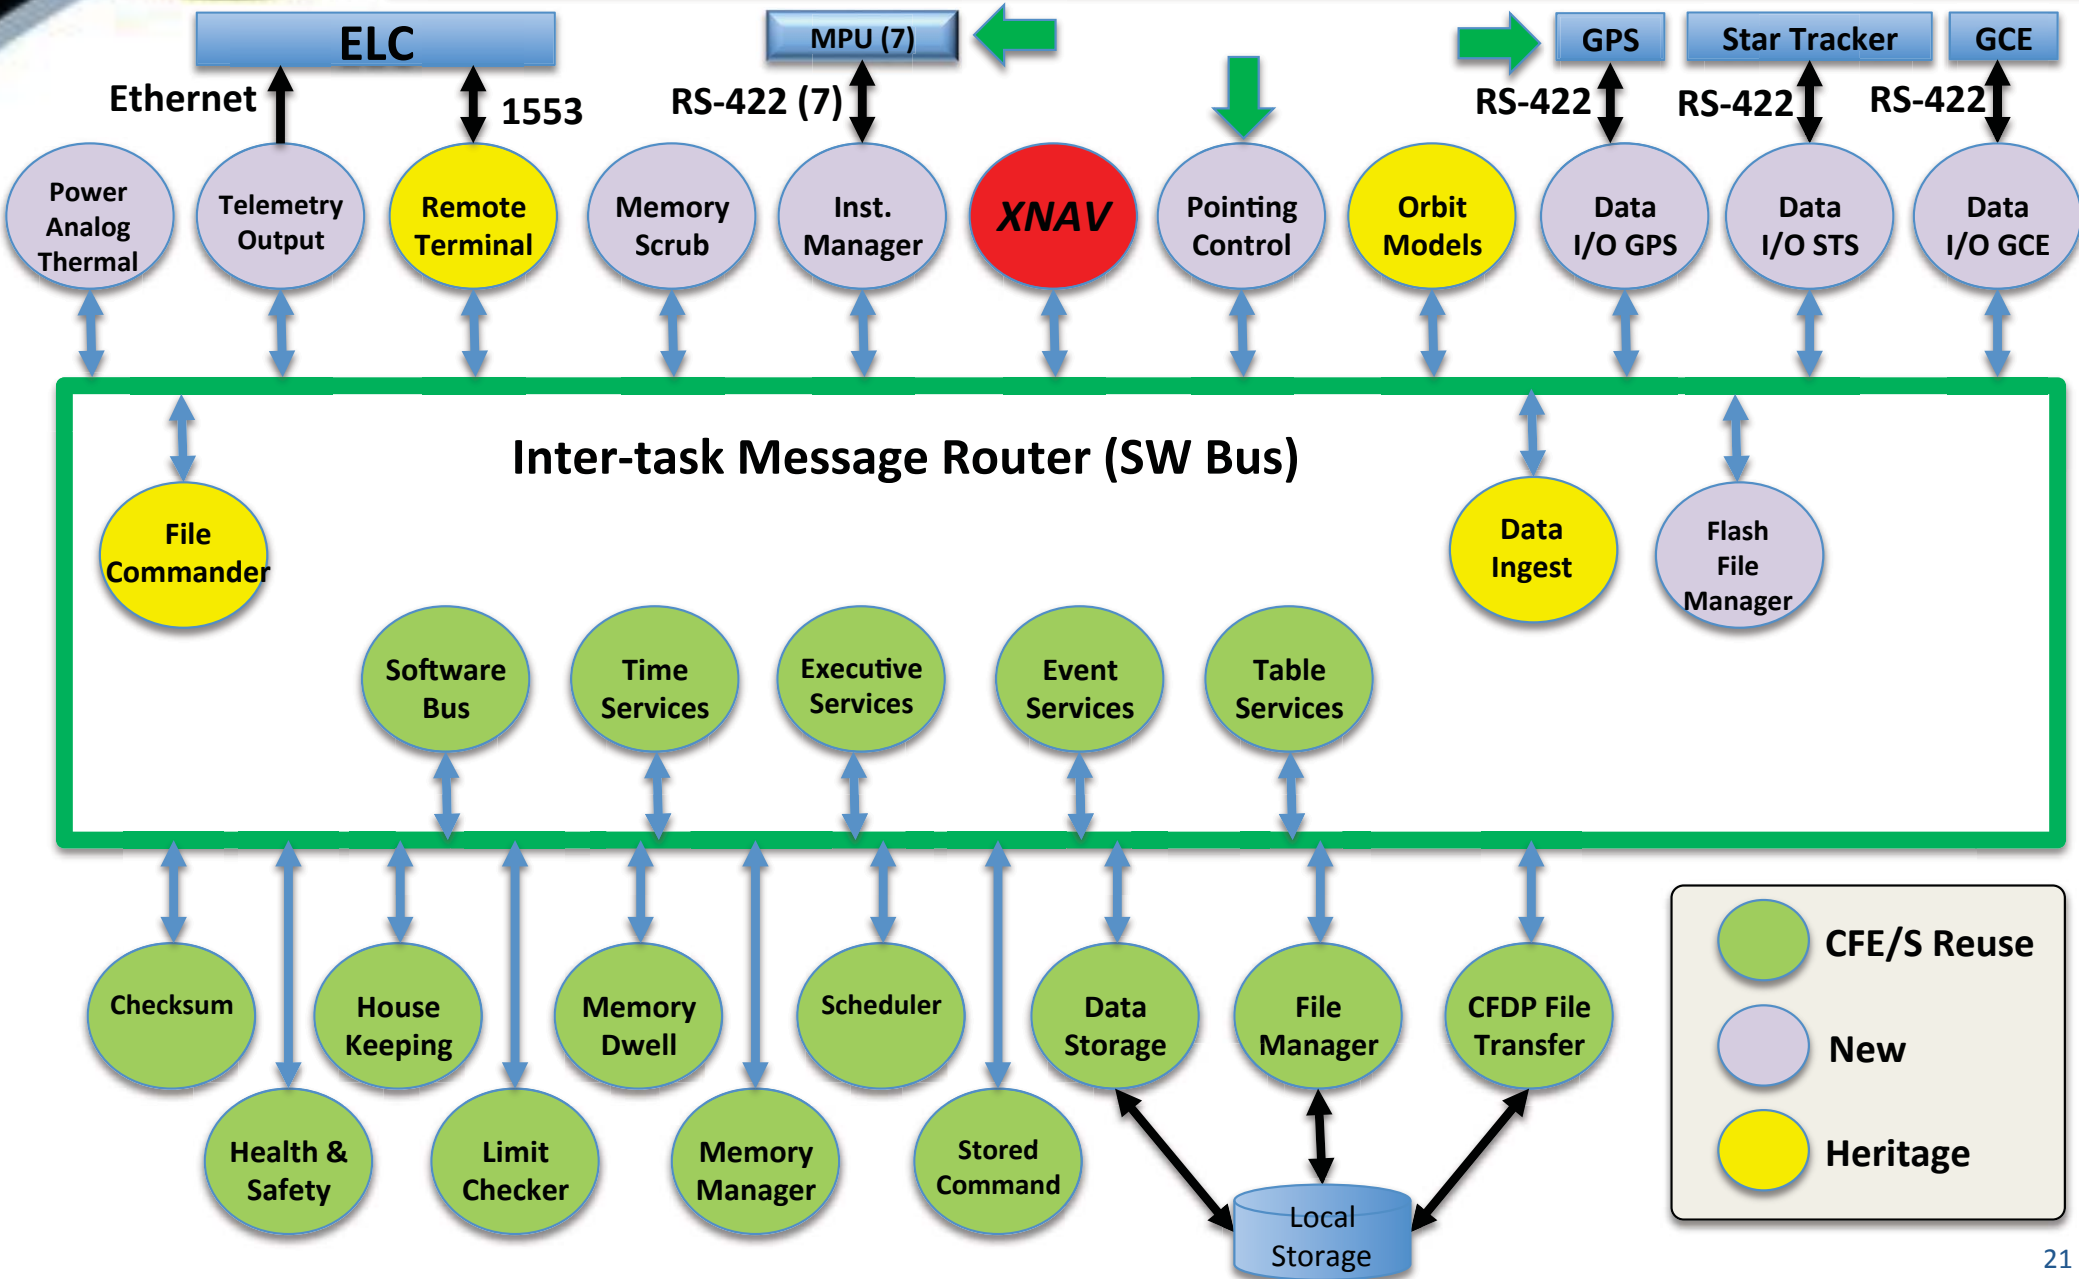 ELC
MPU (7)
GPS
Star Tracker
GCE
Ethernet
1553
RS-422 (7)
RS-422
RS-422
RS-422
Power
Analog
Thermal
Telemetry
Output
Remote
Terminal
Memory
Scrub
Inst.
Manager
XNAV
Pointing
Control
Orbit
Models
Data
I/O GPS
Data
I/O STS
Data
I/O GCE
Inter-task Message Router (SW Bus)
File
Commander
Data
Ingest
Flash
File
Manager
Software
Bus
Time
Services
Executive
Services
Event
Services
Table
Services
Checksum
House
Keeping
Memory
Dwell
Scheduler
Data
Storage
File
Manager
CFDP File
Transfer
Health &
Safety
Limit
Checker
Memory
Manager
Stored
Command
Local
Storage
CFE/S Reuse
New
Heritage
21